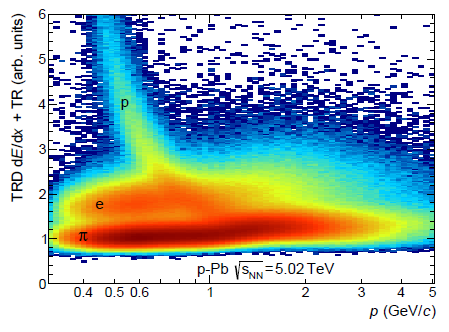 TRD dE/dx + TR (arb. units)
6
5
4
3
2
1
0
p
e
π
p-Pb √sNN=5.02 TeV
0.4 0.5 0.6 1 2 3 4 5
p (GeV/c)